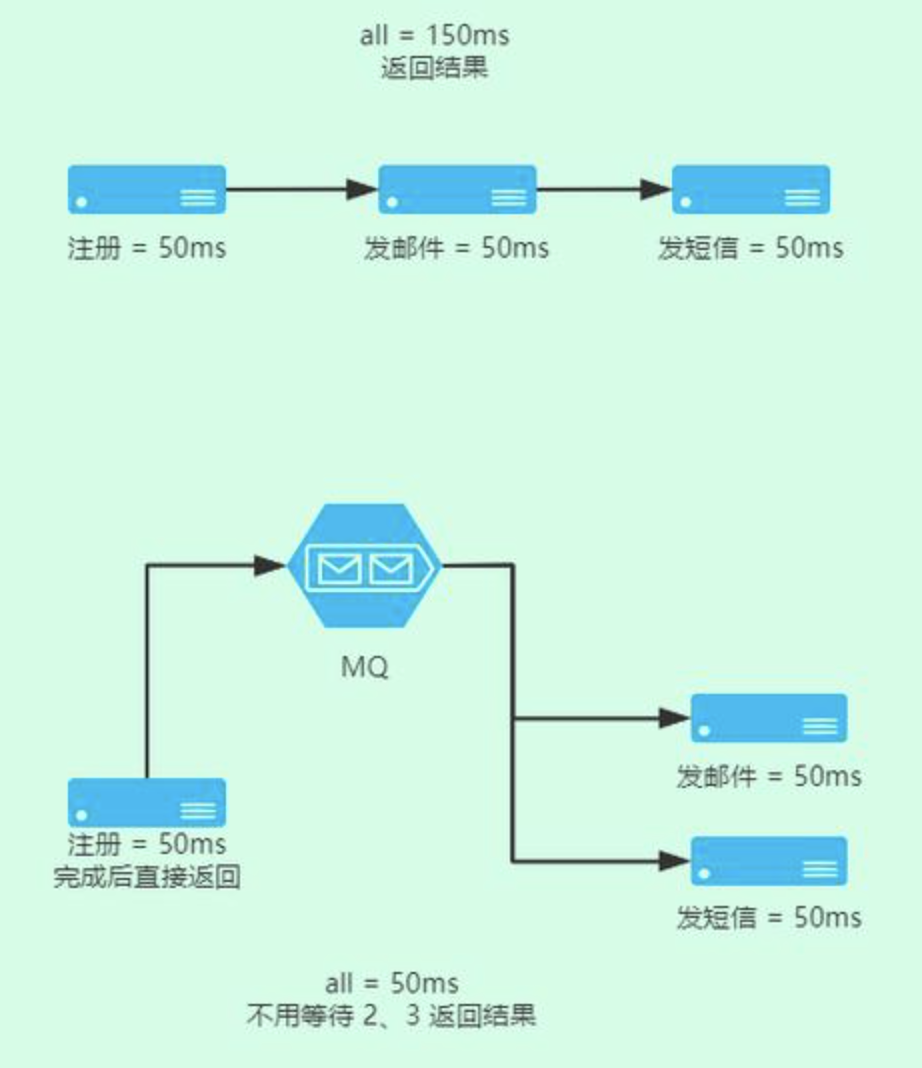 all = 150ms
返回结果
注册 = 50ms
发邮件 = 50ms
发短信 = 50ms
MQ
发邮件 = 50ms
注册 = 50ms
完成后直接返回
发短信 = 50ms
all = 50ms
不用等待 2、3 返回结果